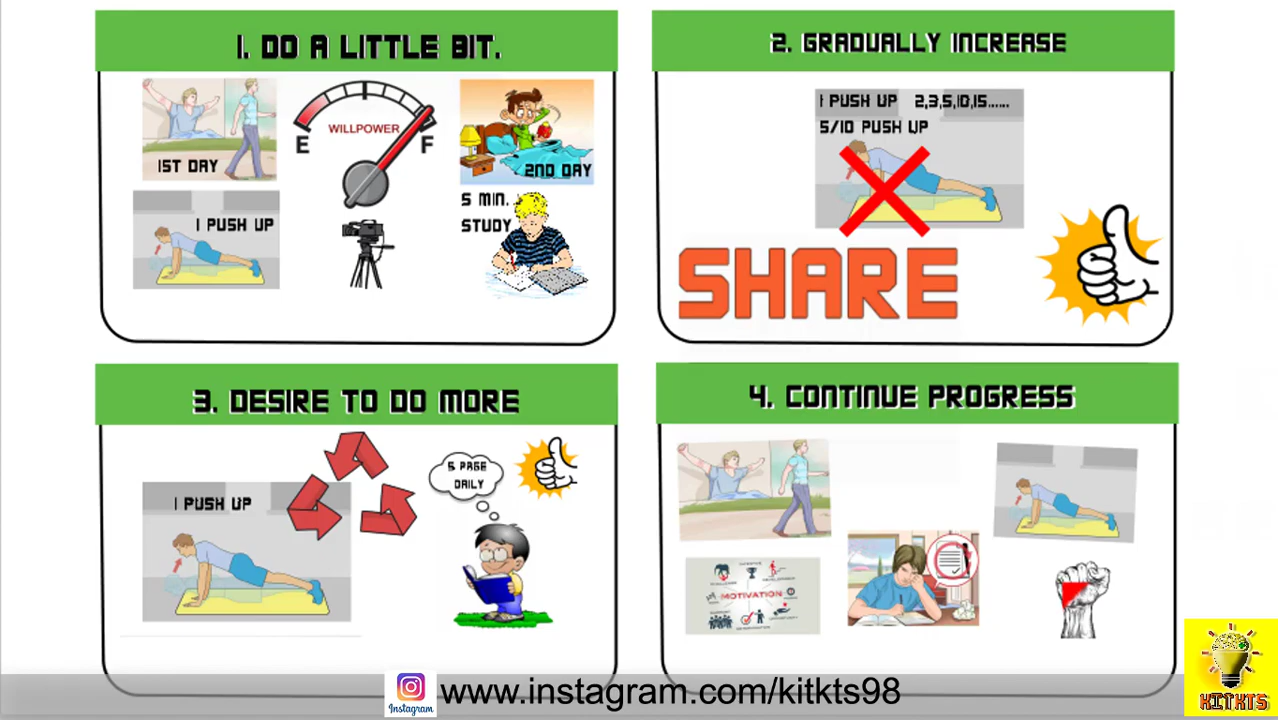 1. DO A LITTLE BIT.
1ST DAY
E
WILLPOWER
F
2ND DAY
1 PUSH UP
5 MIN.
STUDY
2. GRADUALLY INCREASE
1 PUSH UP 2,3,5,10,15......
5/10 PUSH UP
SHARE
3. DESIRE TO DO MORE
1 PUSH UP
5 PAGE
DAILY
4. CONTINUE PROGRESS
MOTIVATION
Instagram
www.instagram.com/kitkts98
KITKTS